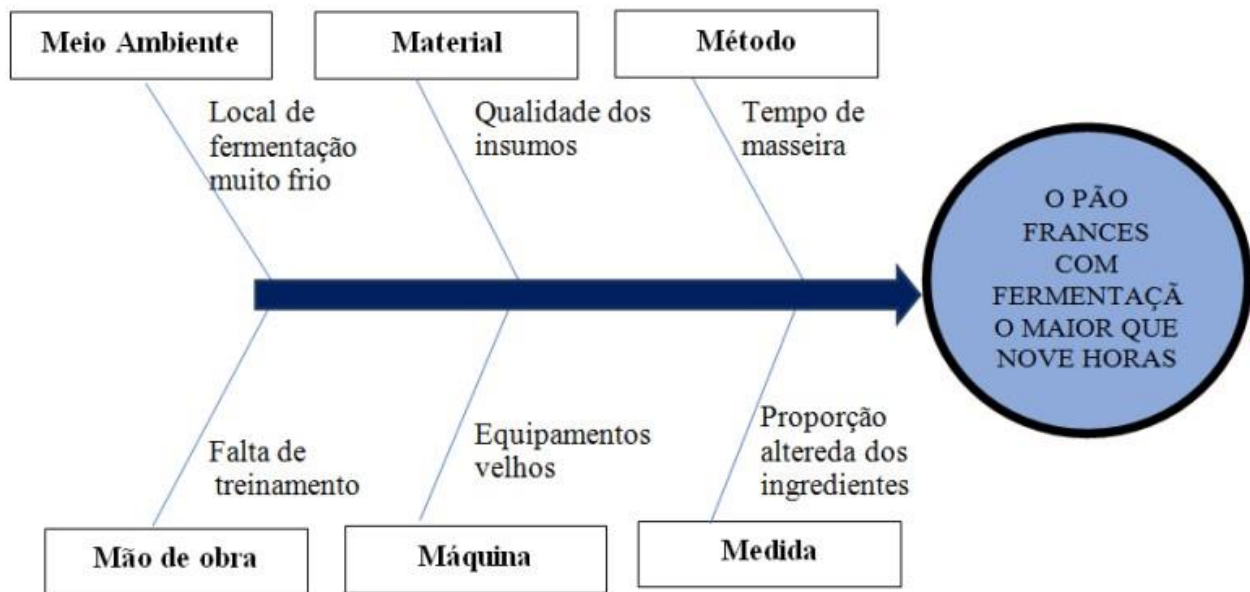 Meio Ambiente
Material
Método
Local de
fermentação
muito frio
Qualidade dos
insumos
Tempo de
masseira
O PÃO
FRANCES
COM
FERMENTAÇÃ
O MAIOR QUE
NOVE HORAS
Falta de
treinamento
Equipamentos
velhos
Proporção
altereda dos
ingredientes
Mão de obra
Máquina
Medida